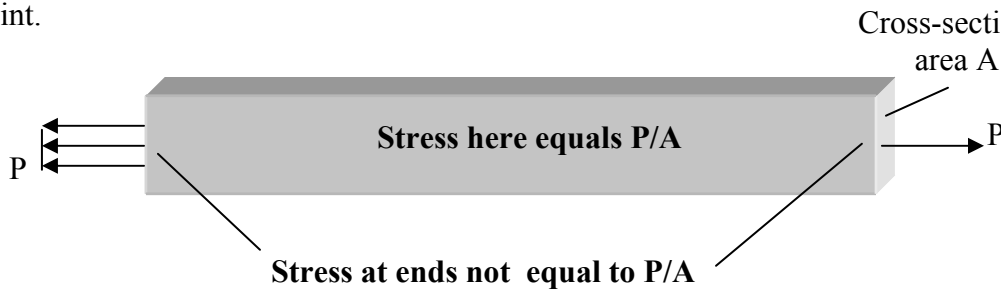 int.
Cross-secti
area A
Stress here equals P/A
P
P
Stress at ends not equal to P/A